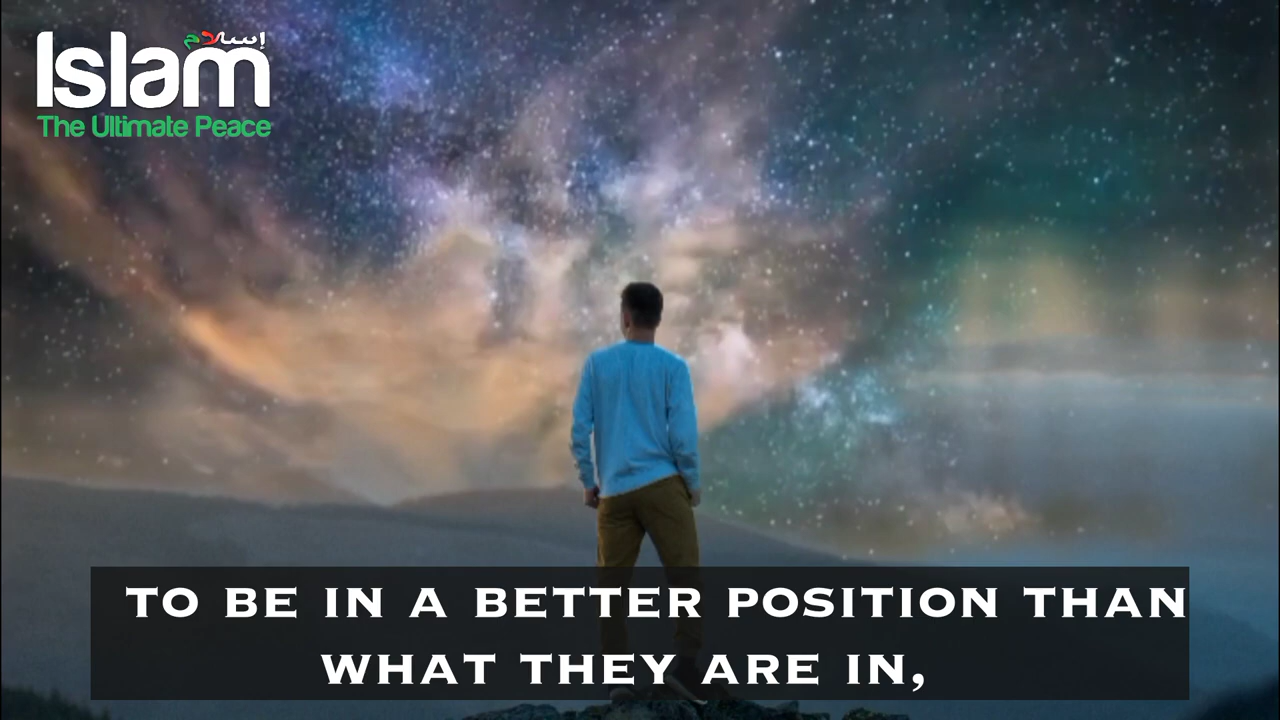 إسلام
Islam
The Ultimate Peace
TO BE IN A BETTER POSITION THAN
WHAT THEY ARE IN,